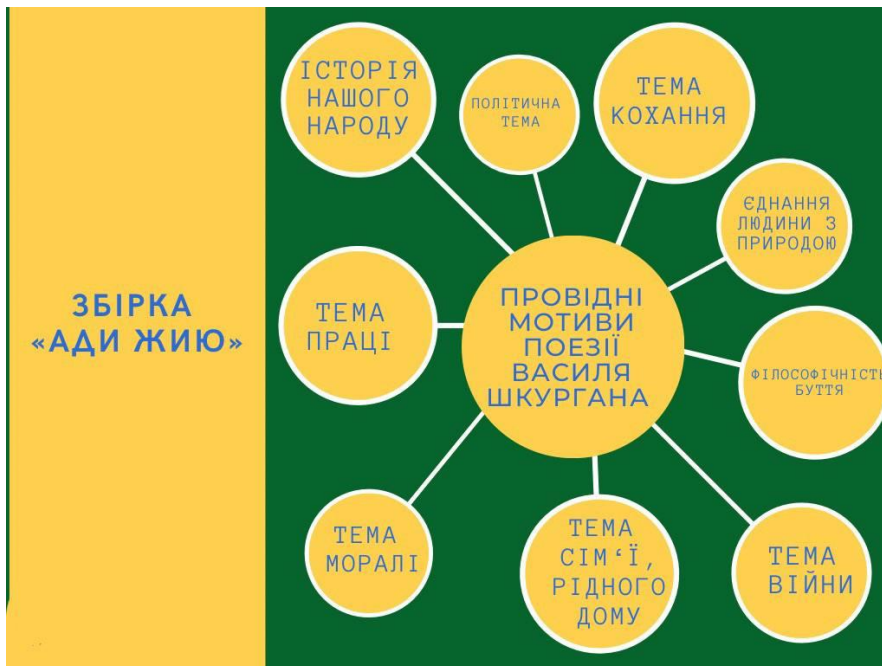 ЗБІРКА
«АДИ ЖИЮ»
ІСТОРІЯ
НАШОГО
НАРОДУ
ПОЛІТИЧНА
ТЕМА
ТЕМА
КОХАННЯ
ЄДНАННЯ
ЛЮДИНИ З
ПРИРОДОЮ
ТЕМА
ПРАЦІ
ПРОВІДНІ
МОТИВИ
ПОЕЗІЇ
ВАСИЛЯ
ШКУРГАНА
ФІЛОСОФІЧНІСТЬ
БУТТЯ
ТЕМА
МОРАЛІ
ТЕМА
СІМ‘Ї,
РІДНОГО
ДОМУ
ТЕМА
ВІЙНИ